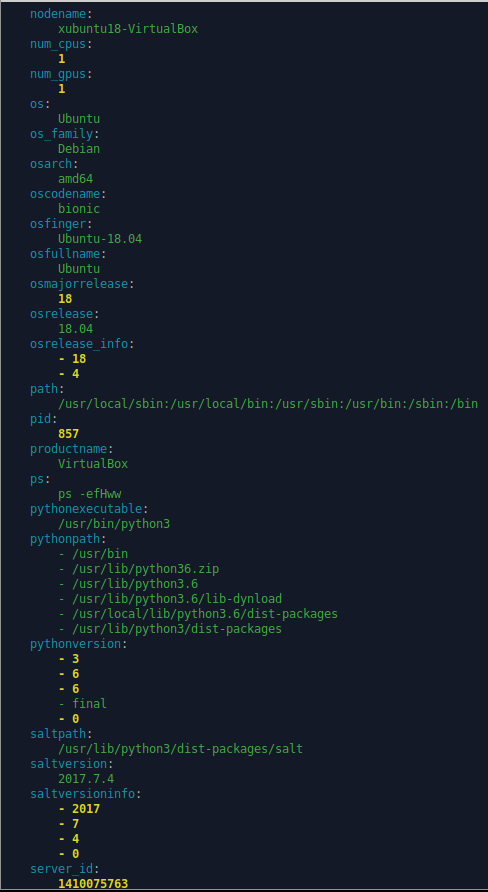 nodename:
xubuntu18-VirtualBox
num_cpus:
1
num_gpus:
1
os:
Ubuntu
os_family:
Debian
osarch:
amd64
oscodename:
bionic
osfinger:
Ubuntu-18.04
osfullname:
Ubuntu
osmajorrelease:
18
osrelease:
18.04
osrelease_info:
- 18
- 4
path:
/usr/local/sbin:/usr/local/bin:/usr/sbin:/usr/bin:/sbin:/bin
pid:
857
productname:
VirtualBox
ps:
ps -efHww
pythonexecutable:
/usr/bin/python3
pythonpath:
- /usr/bin
- /usr/lib/python36.zip
- /usr/lib/python3.6
- /usr/lib/python3.6/lib-dynload
- /usr/local/lib/python3.6/dist-packages
- /usr/lib/python3/dist-packages
pythonversion:
- 3
- 6
- 6
- final
- 0
saltpath:
/usr/lib/python3/dist-packages/salt
saltversion:
2017.7.4
saltversioninfo:
- 2017
- 7
- 4
- 0
server_id:
1410075763